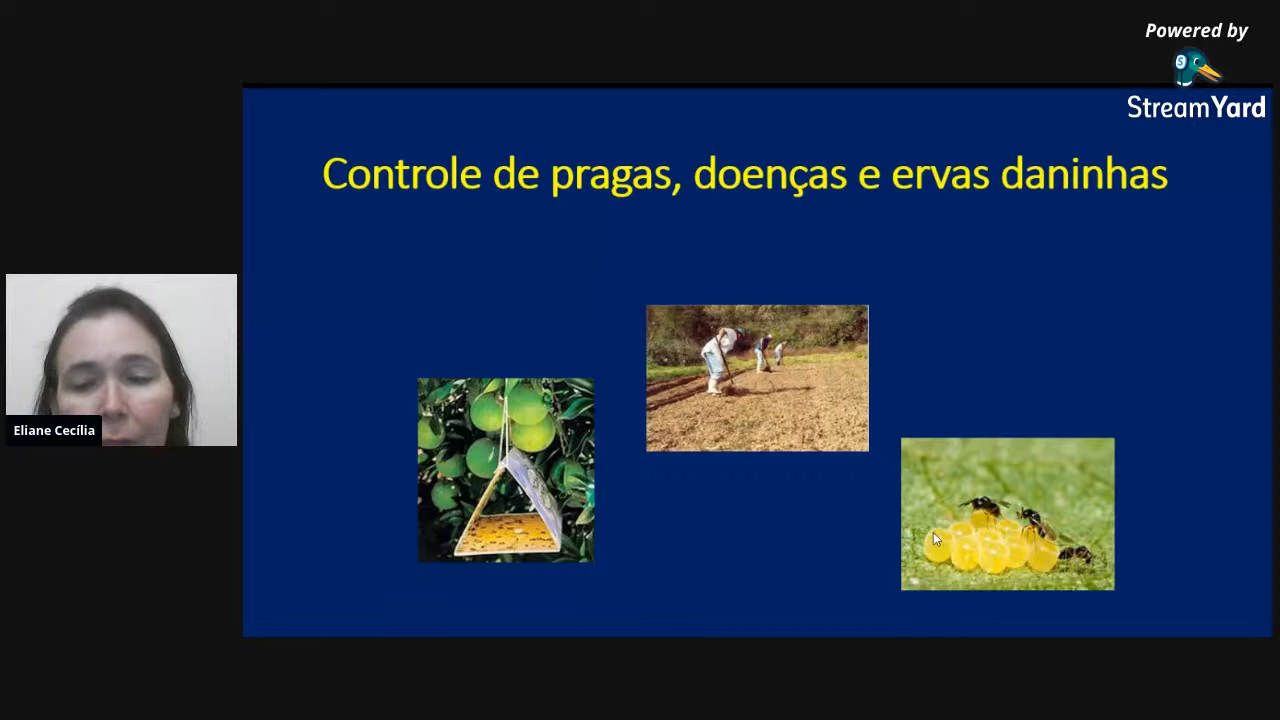 Powered by
StreamYard
Controle de pragas, doenças e ervas daninhas
Eliane Cecília